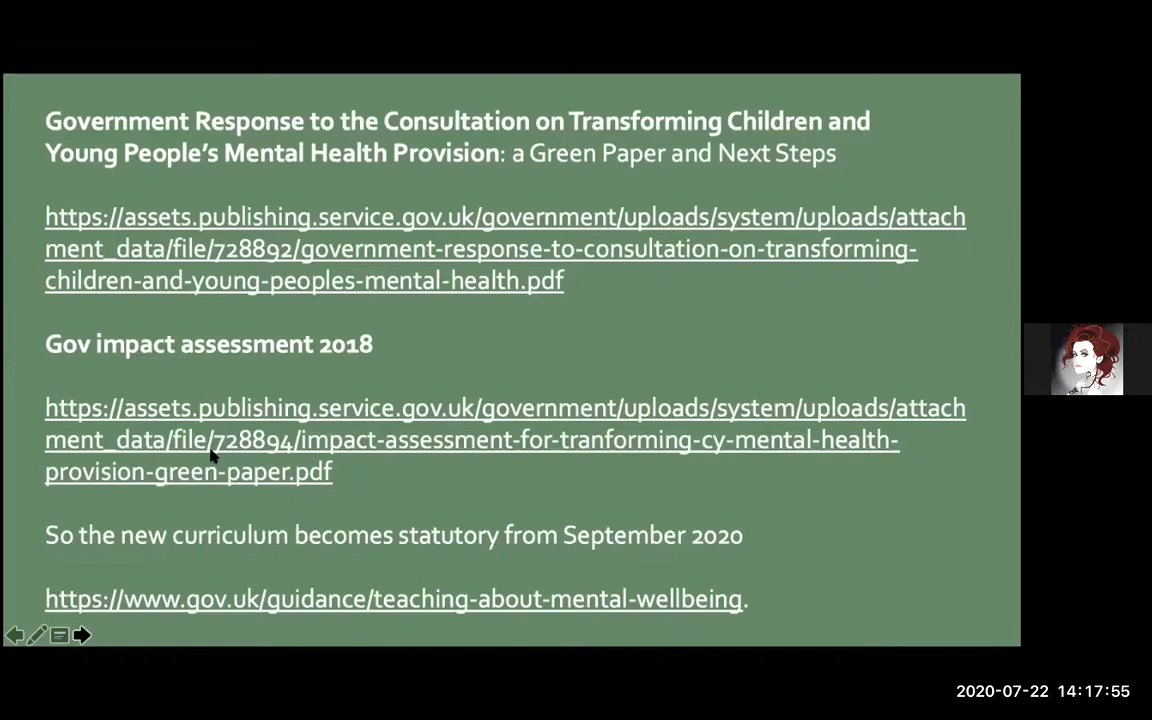 Government Response to the Consultation on Transforming Children and
Young People's Mental Health Provision: a Green Paper and Next Steps
https://assets.publishing.service.gov.uk/government/uploads/system/uploads/attach
ment_data/file/728892/government-response-to-consultation-on-transforming-
children-and-young-peoples-mental-health.pdf
Gov impact assessment 2018
https://assets.publishing.service.gov.uk/government/uploads/system/uploads/attach
ment_data/file/728894/impact-assessment-for-tranforming-cy-mental-health-
provision-green-paper.pdf
So the new curriculum becomes statutory from September 2020
https://www.gov.uk/guidance/teaching-about-mental-wellbeing.
2020-07-22 14:17:55